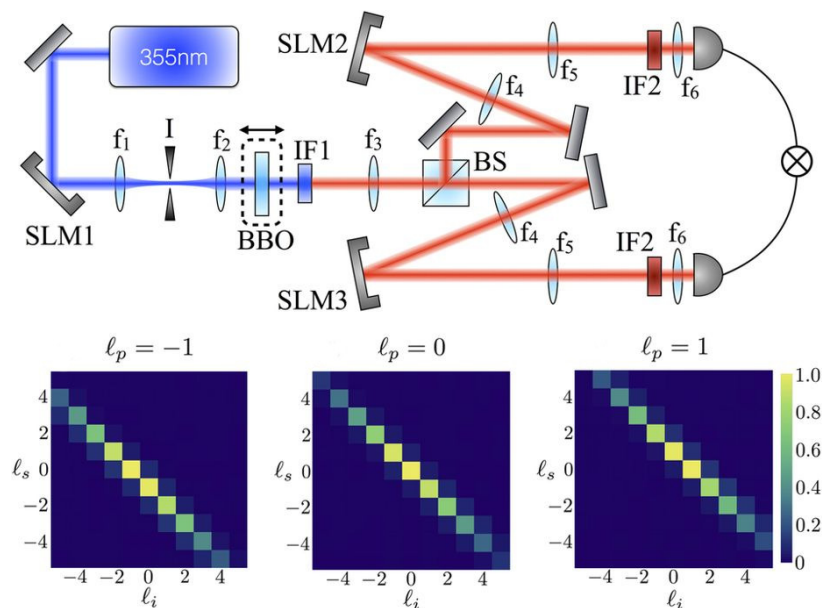 SLM2
355nm
f₅
IF2
f₆
f₄
I
f₁
f₂
IF1
f₃
BS
SLM1
BBO
f₄
f₅
IF2
f₆
SLM3
ℓₚ = −1
ℓₚ = 0
ℓₚ = 1
4
2
0
−2
−4
ℓₛ
−4 −2 0 2 4
ℓᵢ
4
2
0
−2
−4
ℓₛ
−4 −2 0 2 4
ℓᵢ
4
2
0
−2
−4
ℓₛ
−4 −2 0 2 4
ℓᵢ
1.0
0.8
0.6
0.4
0.2
0